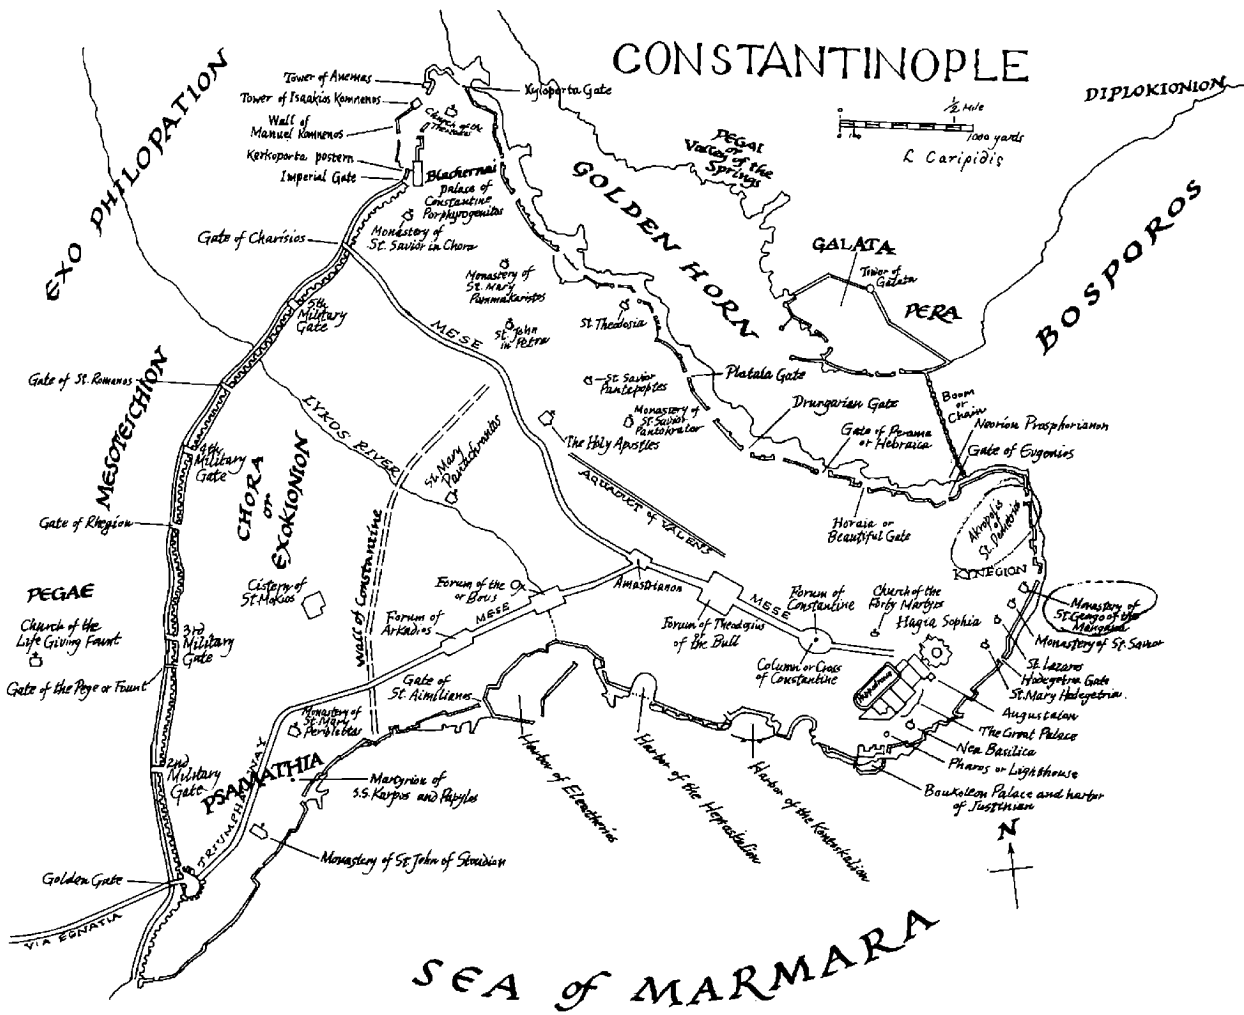 CONSTANTINOPLE
DIPLOKIONION
½ Mile
1000 yards
L Caripidis
Tower of Anemas
Tower of Isaakios Komnenos
Wall of
Manuel Komnenos
Kerkoporta postern
Imperial Gate
Xyloporta Gate
Church of the
Blachernai
Palace of
Constantine
Porphyrogenitos
Monastery of
St. Savior in Chora
Gate of Charisios
EXO PHILOPATION
PEGAI
or
Valley of the
Springs
GOLDEN HORN
GALATA
Tower of
Galata
PERA
BOSPOROS
Monastery of
St. Mary
Pammakaristos
5th
Military
Gate
MESE
St John
in Petra
St. Theodosia
Gate of St. Romanos
MESOTEICHION
LYKOS RIVER
St. Savior
Pantepoptes
Platala Gate
Monastery
of St Savior
Pantokrator
Drungarian Gate
Boom
or
Chain
Neorion Prosphorianon
Gate of Eugenios
Gate of Perama
or Hebraica
4th
Military
Gate
CHORA
or
EXOKIONION
St. Mary
Panachrantos
The Holy Apostles
AQUADUCT of VALENS
Gate of Rhegion
Horaia or
Beautiful Gate
Akropolis
of
St. Demetrios
KYNEGION
PEGAE
Church of the
Life Giving Fount
Cistern of
St. Mokios
Wall of Constantine
Forum of the Ox
or Bous
MESE
Forum of
Arkadios
Amastrianon
Forum of Theodosius
of the Bull
MESE
Forum of
Constantine
Church of the
Forty Martyrs
Hagia Sophia
Monastery of
St. George of the
Mangana
Monastery of St. Savior
St. Lazaros
Hodegetria Gate
St. Mary Hodegetria.
3rd
Military
Gate
Gate of the Pege or Fount
Gate of
St. Aimilianos
Column or Cross
of Constantine
Hippodrome
Augustaion
The Great Palace
Nea Basilica
Pharos or Lighthouse
Boukoleon Palace and harbor
of Justinian
Monastery of
St. Mary
Peribleptos
2nd
Military
Gate
PSAMATHIA
TRIUMPHAL WAY
Martyrion of
S.S. Karpos and Papylos
Harbor of Eleutherios
Harbor of the Heptaskalion
Harbor of the Kontoskalion
Monastery of St. John of Stoudian
Golden Gate
VIA EGNATIA
N
SEA of MARMARA